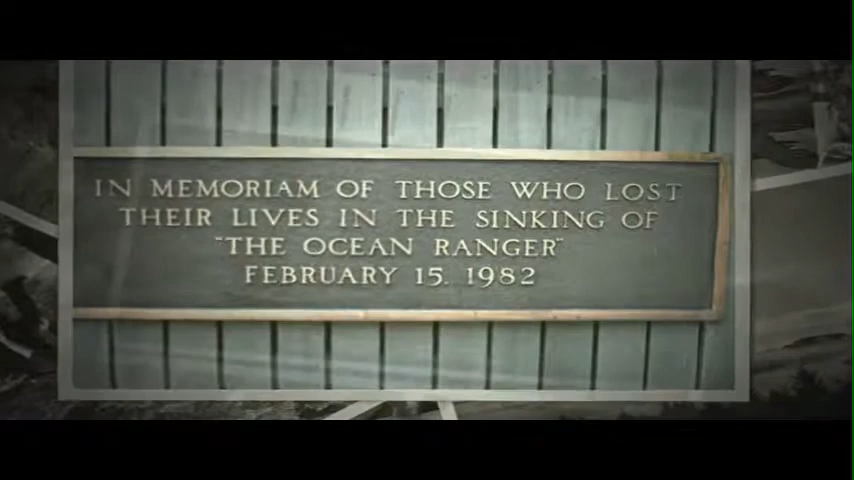 IN MEMORIAM OF THOSE WHO LOST
THEIR LIVES IN THE SINKING OF
"THE OCEAN RANGER"
FEBRUARY 15. 1982